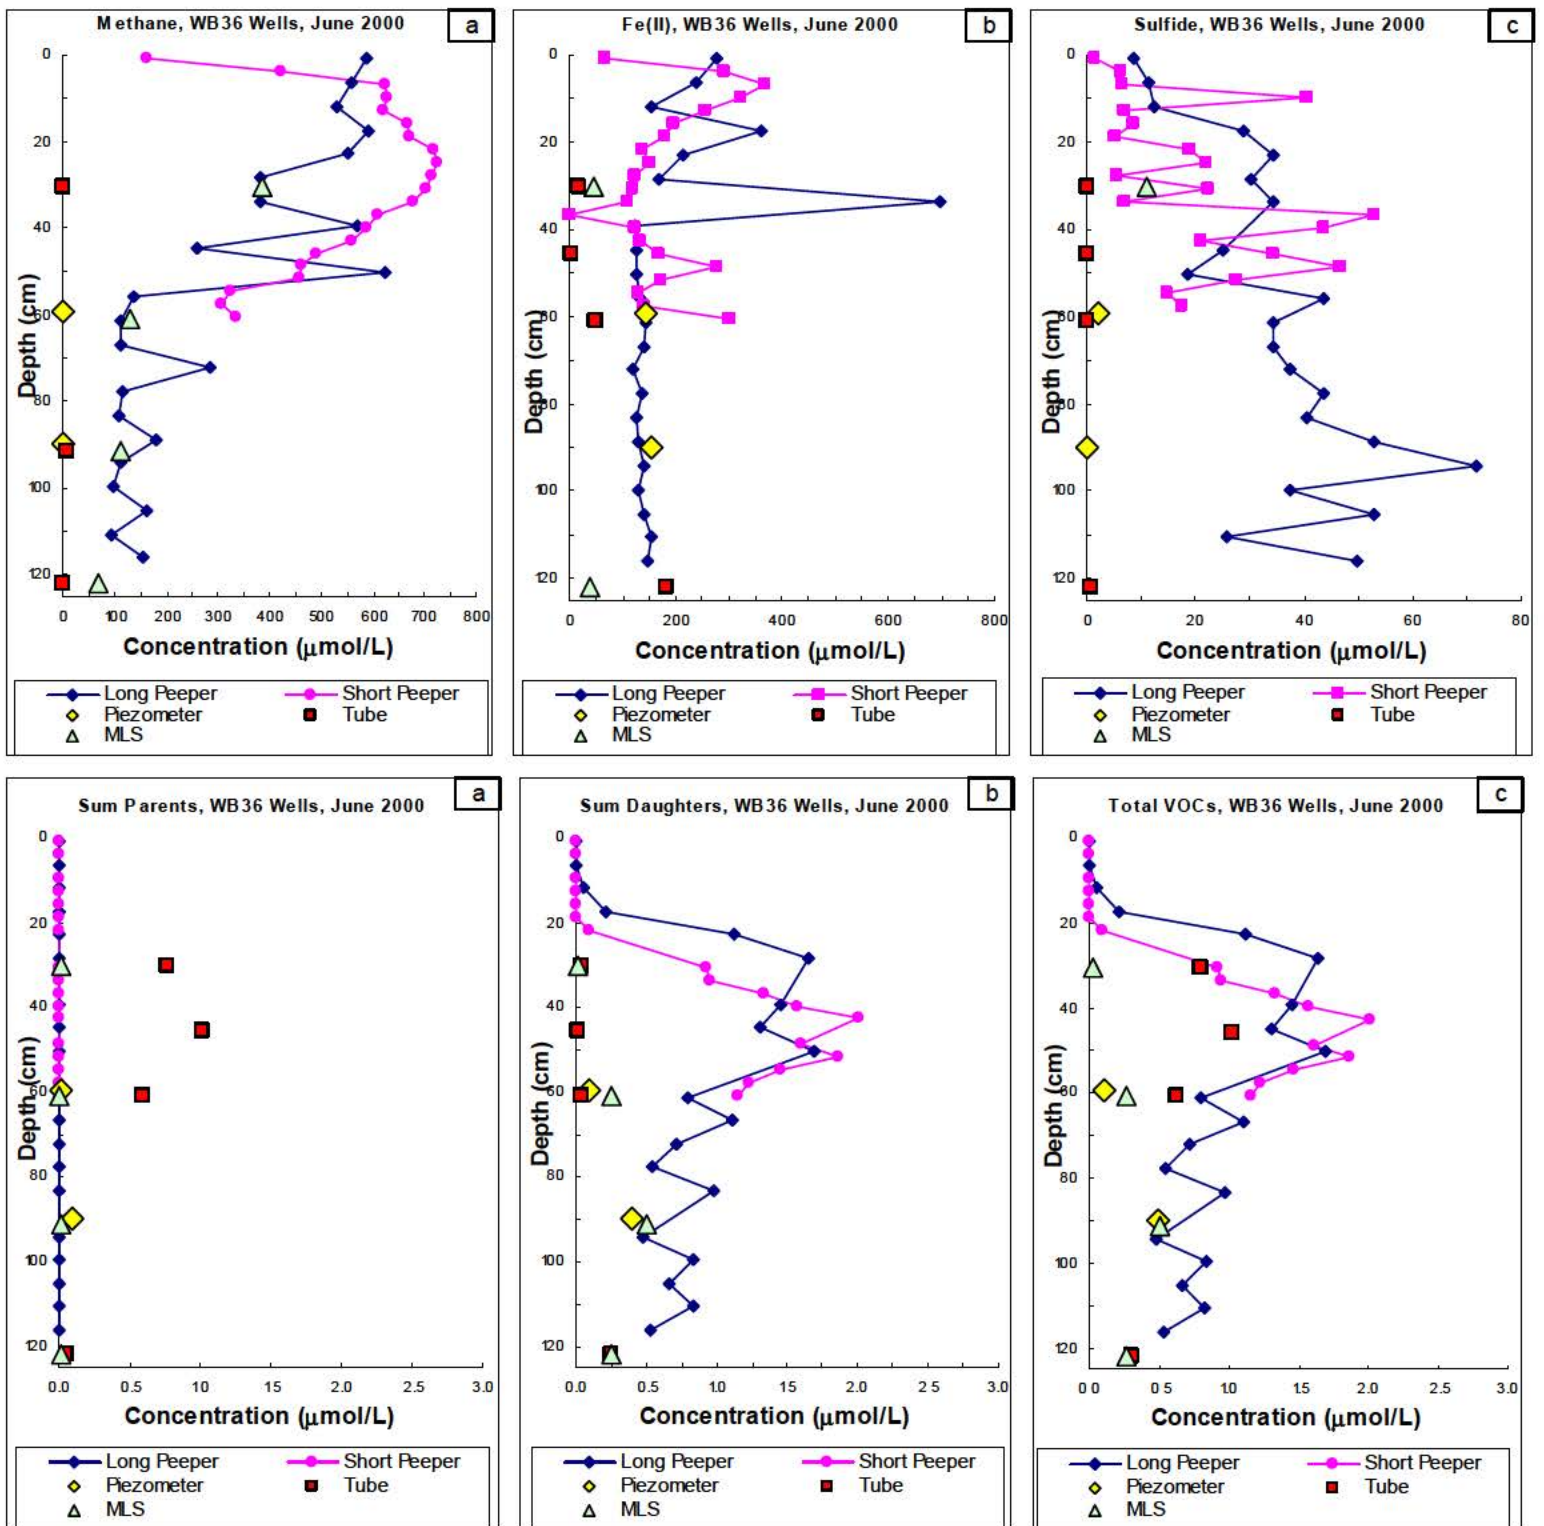 Methane, WB36 Wells, June 2000
a
0
20
40
60
80
100
120
Depth (cm)
0 100 200 300 400 500 600 700 800
Concentration (μmol/L)
Long Peeper Short Peeper
Piezometer Tube
MLS
Fe(II), WB36 Wells, June 2000
b
0
20
40
60
80
100
120
Depth (cm)
0 200 400 600 800
Concentration (μmol/L)
Long Peeper Short Peeper
Piezometer Tube
MLS
Sulfide, WB36 Wells, June 2000
c
0
20
40
60
80
100
120
Depth (cm)
0 20 40 60 80
Concentration (μmol/L)
Long Peeper Short Peeper
Piezometer Tube
MLS
Sum Parents, WB36 Wells, June 2000
a
0
20
40
60
80
100
120
Depth (cm)
0.0 0.5 10 1.5 2.0 2.5 3.0
Concentration (μmol/L)
Long Peeper Short Peeper
Piezometer Tube
MLS
Sum Daughters, WB36 Wells, June 2000
b
0
20
40
60
80
100
120
Depth (cm)
0.0 0.5 1.0 1.5 2.0 2.5 3.0
Concentration (μmol/L)
Long Peeper Short Peeper
Piezometer Tube
MLS
Total VOCs, WB36 Wells, June 2000
c
0
20
40
60
80
100
120
Depth (cm)
0 0 0 5 1.0 1.5 2.0 2 5 3.0
Concentration (μmol/L)
Long Peeper Short Peeper
Piezometer Tube
MLS